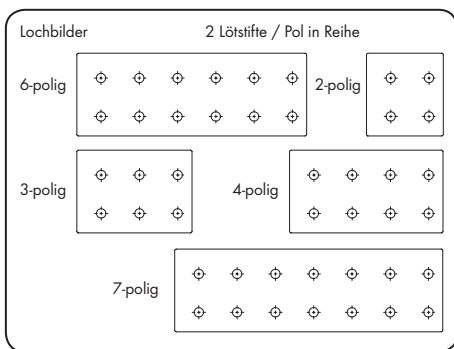 Lochbilder 2 Lötstifte / Pol in Reihe
6-polig 2-polig
3-polig 4-polig
7-polig